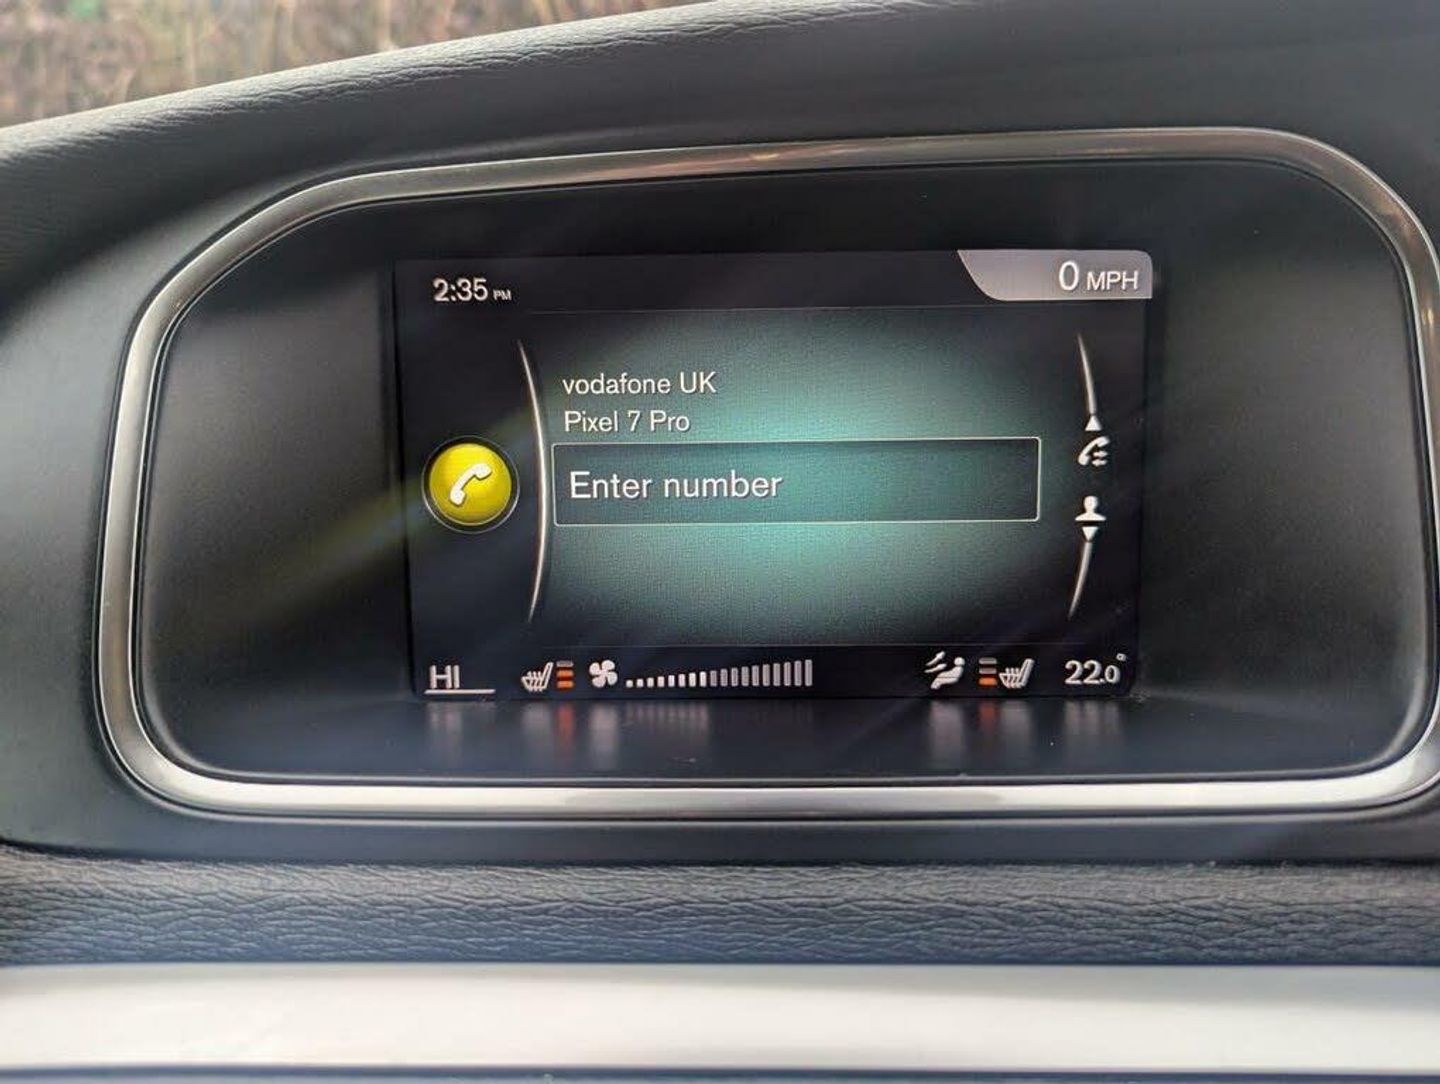 2:35 PM
0 MPH
vodafone UK
Pixel 7 Pro
Enter number
HI
22.0°